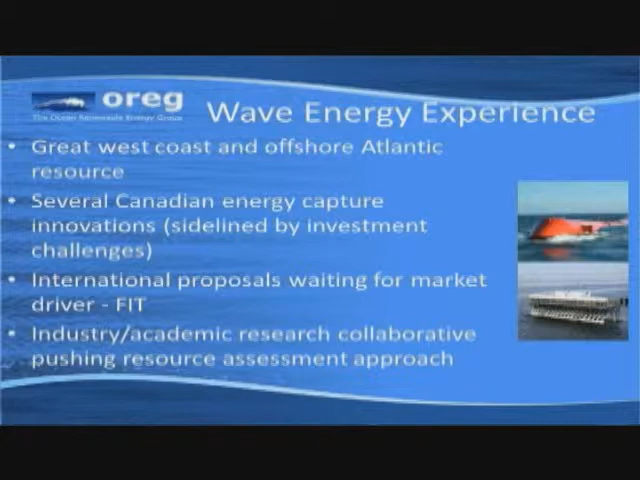 oreg
The Ocean Renewable Energy Group
Wave Energy Experience
• Great west coast and offshore Atlantic
resource
• Several Canadian energy capture
innovations (sidelined by investment
challenges)
• International proposals waiting for market
driver - FIT
• Industry/academic research collaborative
pushing resource assessment approach